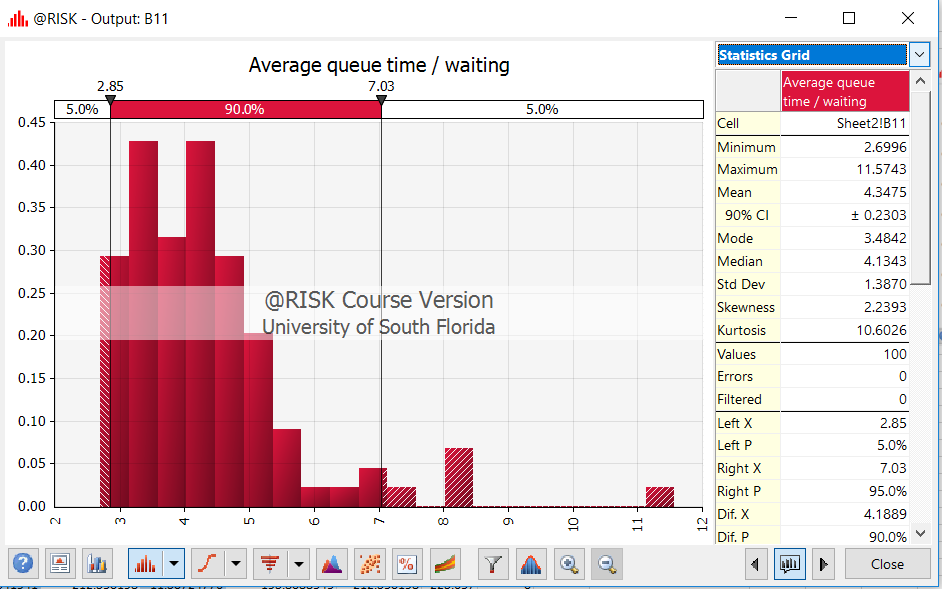 @RISK - Output: B11
Average queue time / waiting
2.85 7.03
5.0% 90.0% 5.0%
0.45
0.40
0.35
0.30
0.25
0.20
0.15
0.10
0.05
0.00
2 3 4 5 6 7 8 9 10 11 12
@RISK Course Version
University of South Florida
Statistics Grid
Average queue
time / waiting
Cell Sheet2!B11
Minimum 2.6996
Maximum 11.5743
Mean 4.3475
90% CI ± 0.2303
Mode 3.4842
Median 4.1343
Std Dev 1.3870
Skewness 2.2393
Kurtosis 10.6026
Values 100
Errors 0
Filtered 0
Left X 2.85
Left P 5.0%
Right X 7.03
Right P 95.0%
Dif. X 4.1889
Dif. P 90.0%
Close